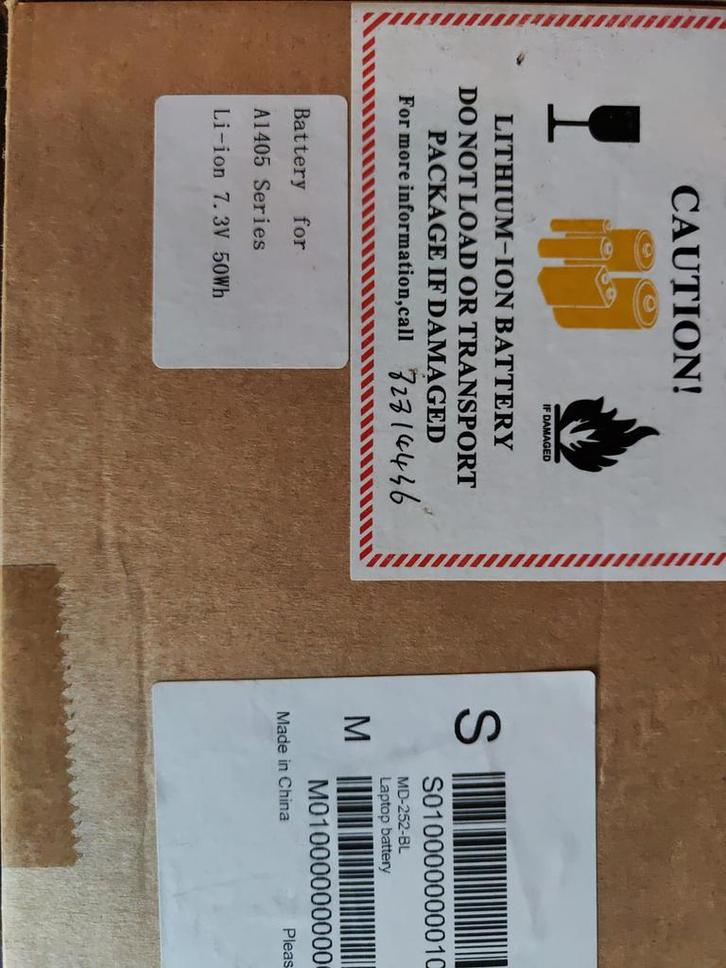 CAUTION!
IF DAMAGED
LITHIUM-ION BATTERY
DO NOT LOAD OR TRANSPORT
PACKAGE IF DAMAGED
For more information,call
Battery for
A1405 Series
Li-ion 7.3V 50Wh
S
MD-252-BL
Laptop battery
M
Made in China